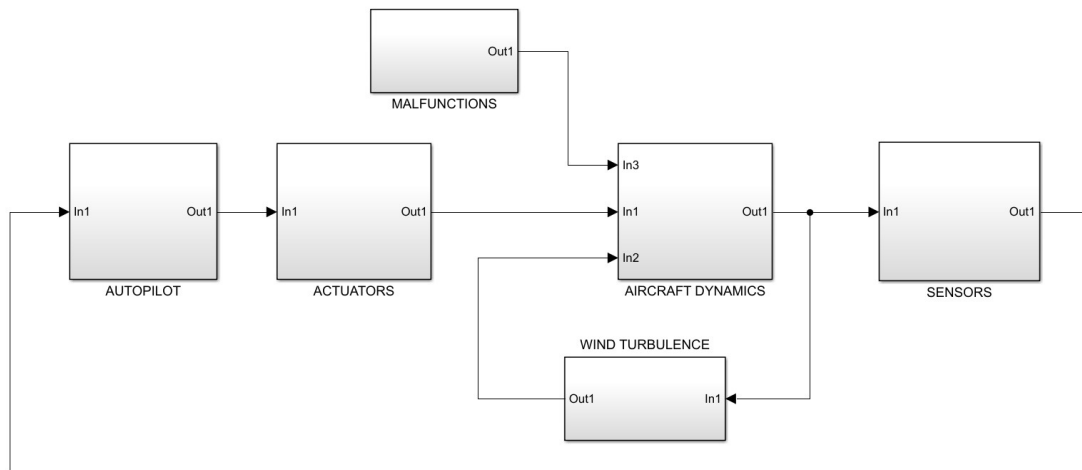 Out1
MALFUNCTIONS
In3
In1 Out1 In1 Out1 In1 Out1 In1 Out1
In2
AUTOPILOT ACTUATORS AIRCRAFT DYNAMICS SENSORS
WIND TURBULENCE
Out1 In1